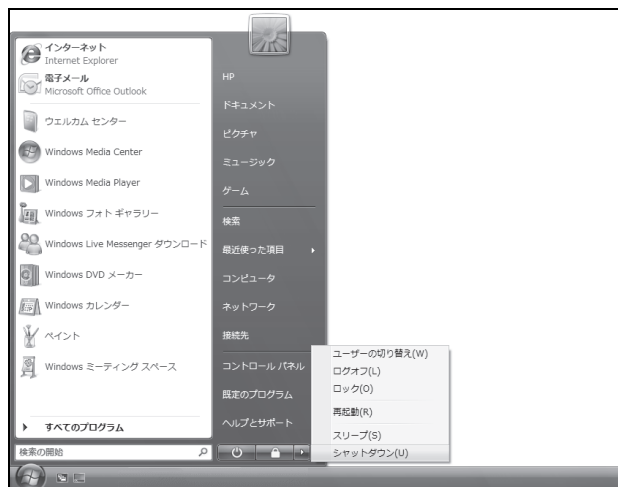 インターネット
Internet Explorer
電子メール
Microsoft Office Outlook
ウエルカム センター
Windows Media Center
Windows Media Player
Windows フォト ギャラリー
Windows Live Messenger ダウンロード
Windows DVD メーカー
Windows カレンダー
ペイント
Windows ミーティング スペース
すべてのプログラム
検索の開始
HP
ドキュメント
ピクチャ
ミュージック
ゲーム
検索
最近使った項目
コンピュータ
ネットワーク
接続先
コントロール パネル
既定のプログラム
ヘルプとサポート
ユーザーの切り替え(W)
ログオフ(L)
ロック(O)
再起動(R)
スリープ(S)
シャットダウン(U)